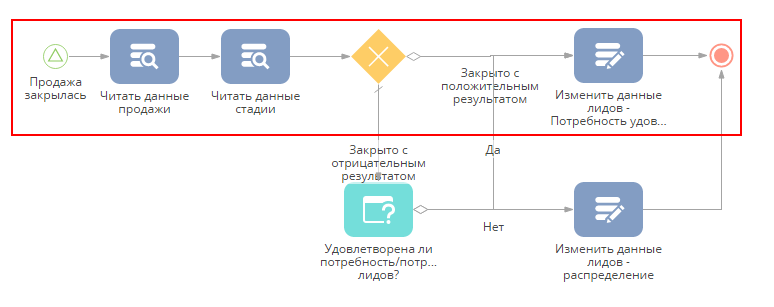 Продажа
закрылась
Читать данные
продажи
Читать данные
стадии
Закрыто с
положительным
результатом
Изменить данные
лидов -
Потребность удов...
Закрыто с
отрицательным
результатом
Да
Удовлетворена ли
потребность/потр...
лидов?
Нет
Изменить данные
лидов -
распределение